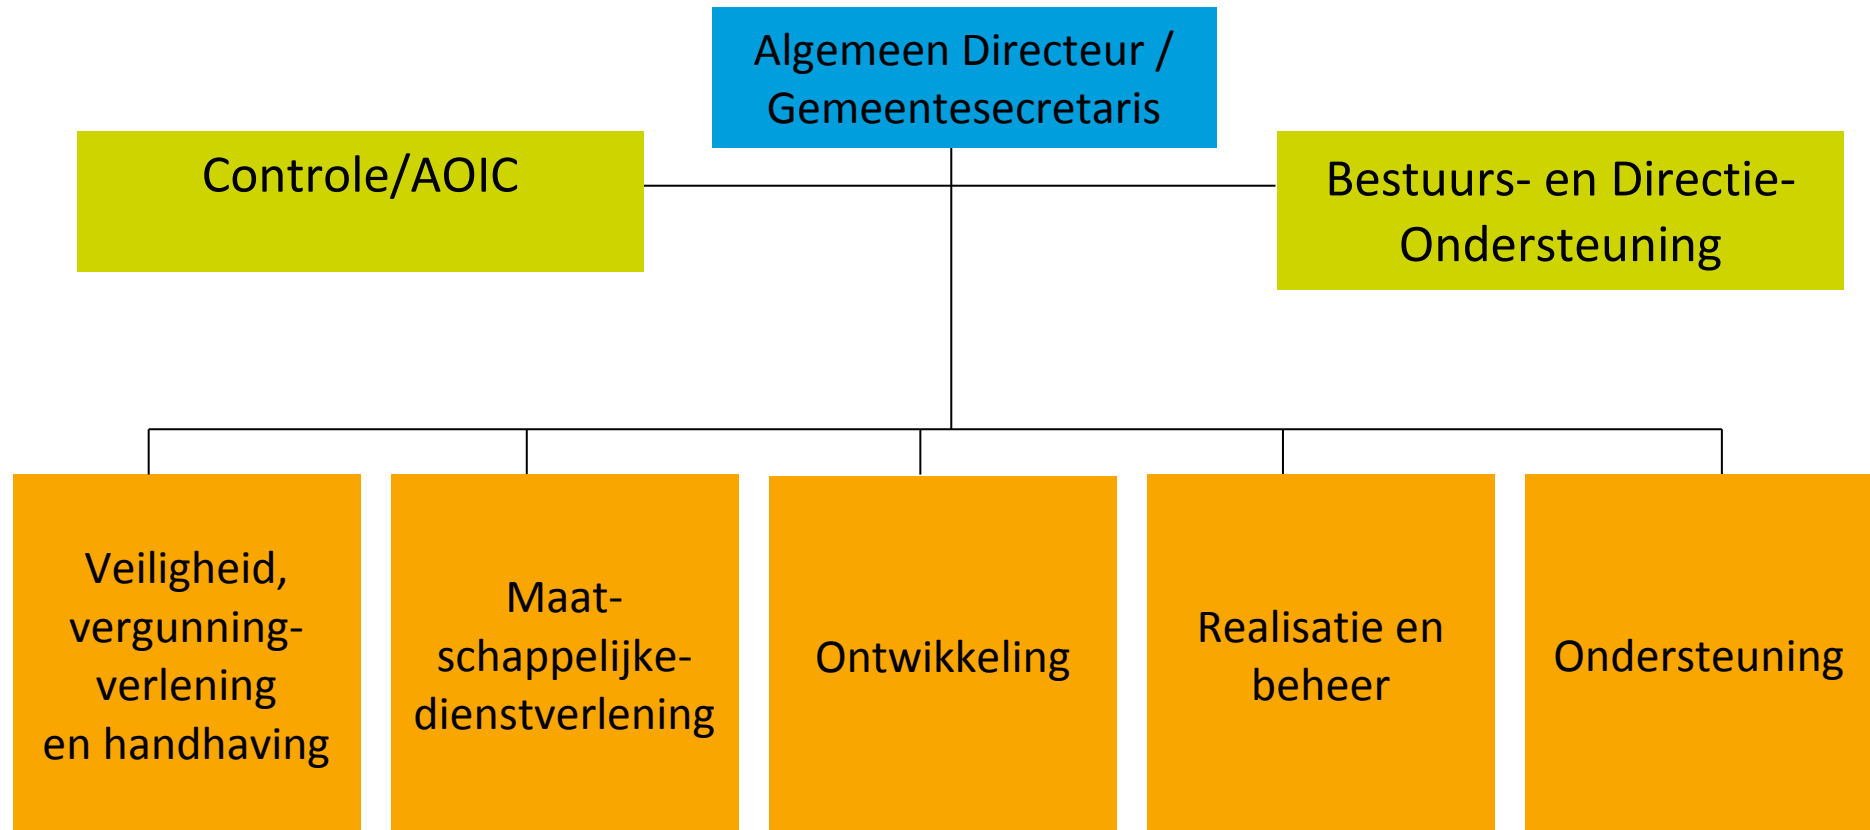 Algemeen Directeur /
Gemeentesecretaris
Controle/AOIC
Bestuurs- en Directie-
Ondersteuning
Veiligheid,
vergunning-
verlening
en handhaving
Maat-
schappelijke-
dienstverlening
Ontwikkeling
Realisatie en
beheer
Ondersteuning